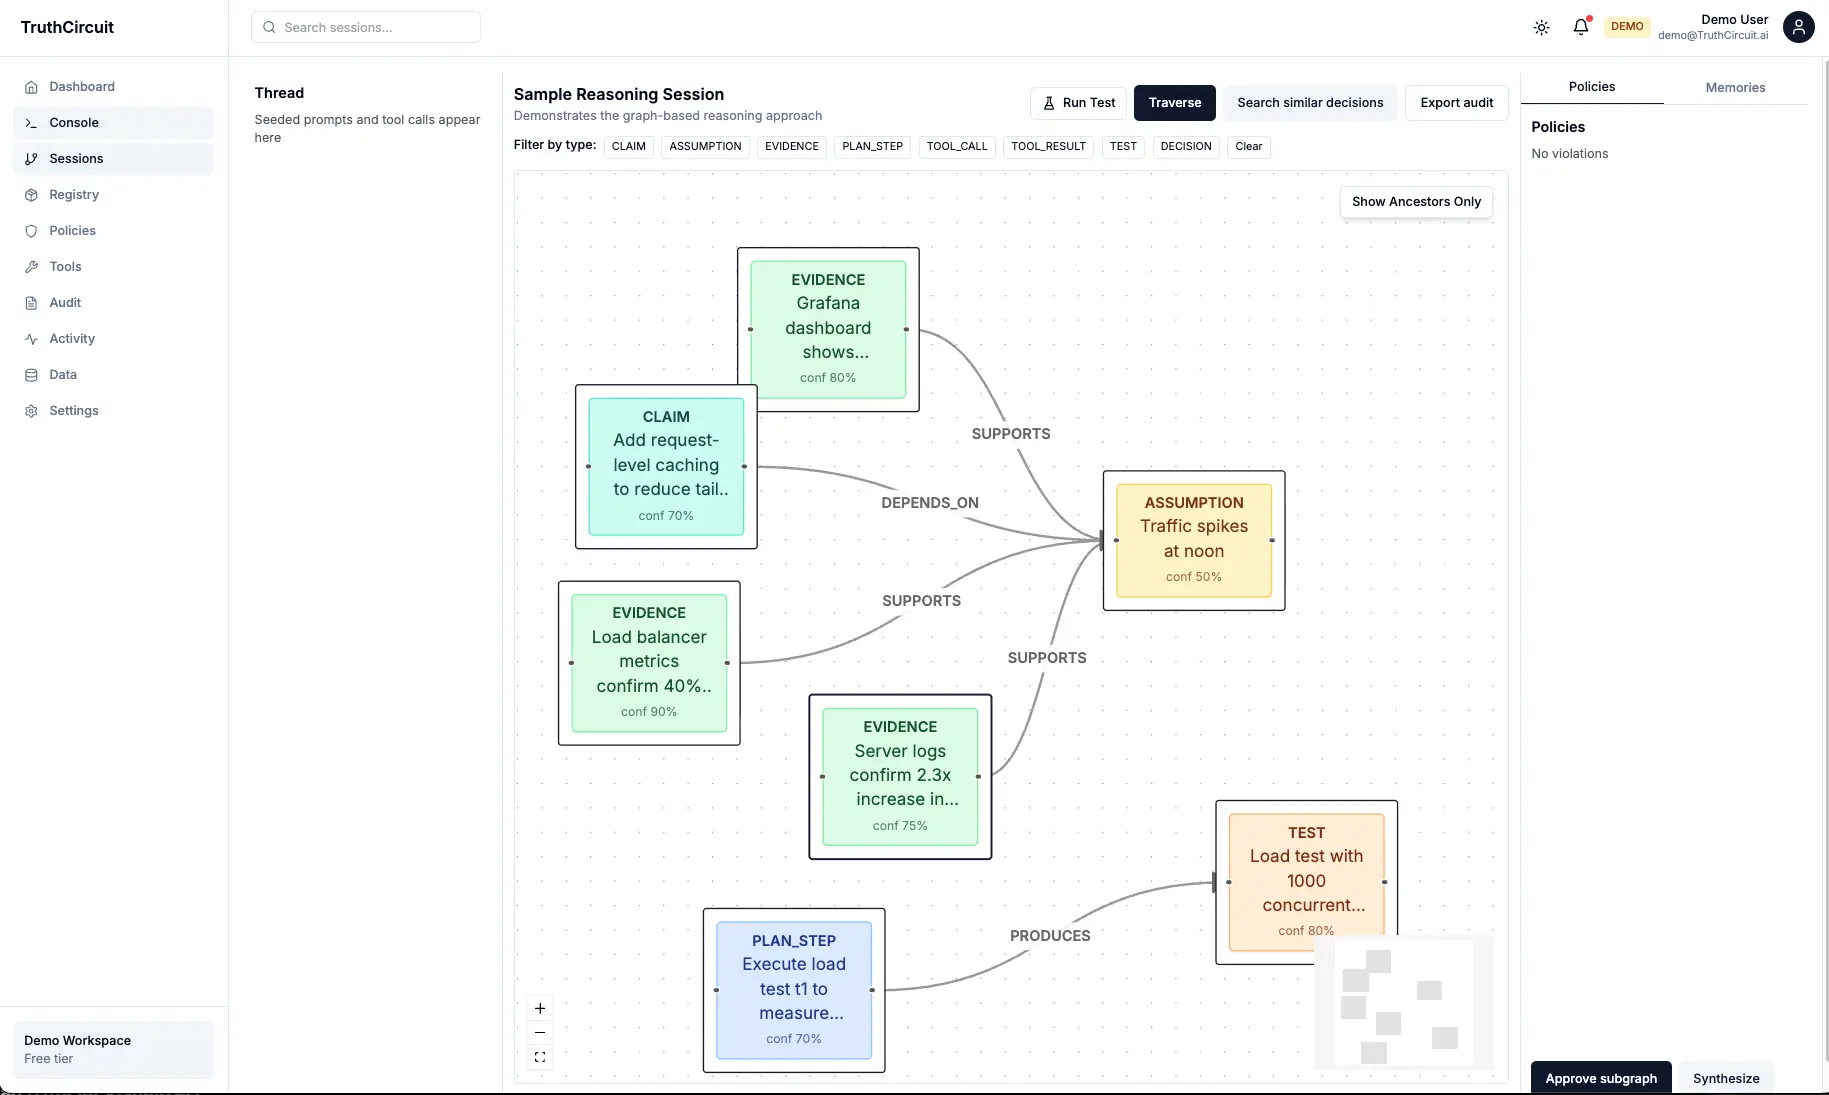 TruthCircuit
Search sessions...
DEMO
Demo User
demo@TruthCircuit.ai
Dashboard
Console
Sessions
Registry
Policies
Tools
Audit
Activity
Data
Settings
Demo Workspace
Free tier
Thread
Seeded prompts and tool calls appear
here
Sample Reasoning Session
Demonstrates the graph-based reasoning approach
Run Test
Traverse
Search similar decisions
Export audit
Filter by type:
CLAIM
ASSUMPTION
EVIDENCE
PLAN_STEP
TOOL_CALL
TOOL_RESULT
TEST
DECISION
Clear
Show Ancestors Only
EVIDENCE
Grafana
dashboard
shows...
conf 80%
CLAIM
Add request-
level caching
to reduce tail..
conf 70%
SUPPORTS
DEPENDS_ON
ASSUMPTION
Traffic spikes
at noon
conf 50%
EVIDENCE
Load balancer
metrics
confirm 40%..
conf 90%
SUPPORTS
SUPPORTS
EVIDENCE
Server logs
confirm 2.3x
increase in...
conf 75%
TEST
Load test with
1000
concurrent...
conf 80%
PLAN_STEP
Execute load
test t1 to
measure...
conf 70%
PRODUCES
Policies
Memories
Policies
No violations
Approve subgraph
Synthesize